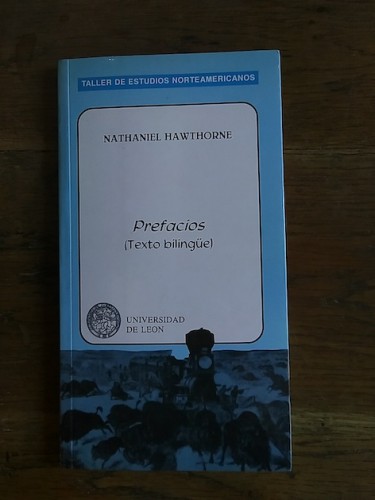 TALLER DE ESTUDIOS NORTEAMERICANOS
NATHANIEL HAWTHORNE
Prefacios
(Texto bilingüe)
UNIVERSIDAD
DE LEON